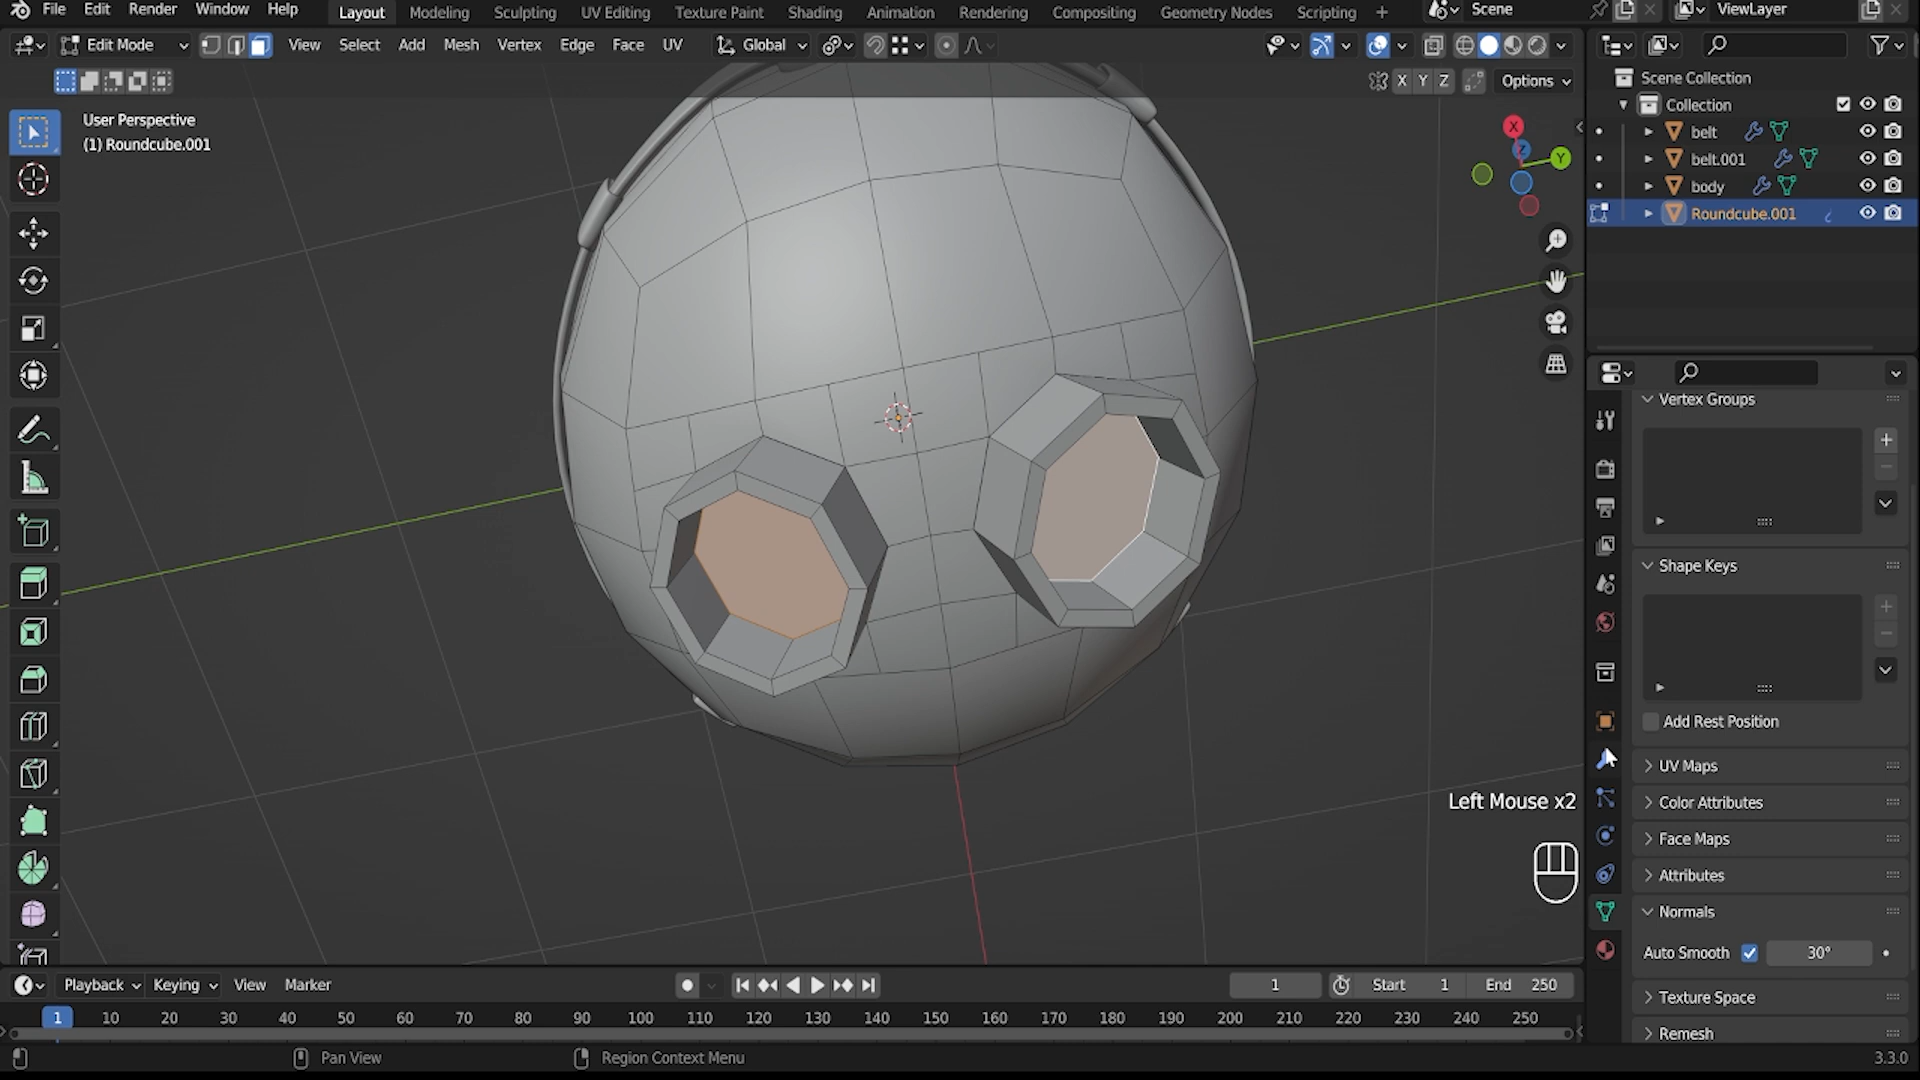 File Edit Render Window Help Layout Modeling Sculpting UV Editing Texture Paint Shading Animation Rendering Compositing Geometry Nodes Scripting + Scene ViewLayer
Edit Mode View Select Add Mesh Vertex Edge Face UV Global
X Y Z Options
User Perspective
(1) Roundcube.001
X
Y
Z
Left Mouse x2
Scene Collection
Collection
belt
belt.001
body
Roundcube.001
Vertex Groups
Shape Keys
Add Rest Position
UV Maps
Color Attributes
Face Maps
Attributes
Normals
Auto Smooth 30°
Texture Space
Remesh
Playback Keying View Marker 1 Start 1 End 250
1 10 20 30 40 50 60 70 80 90 100 110 120 130 140 150 160 170 180 190 200 210 220 230 240 250
Pan View Region Context Menu 3.3.0